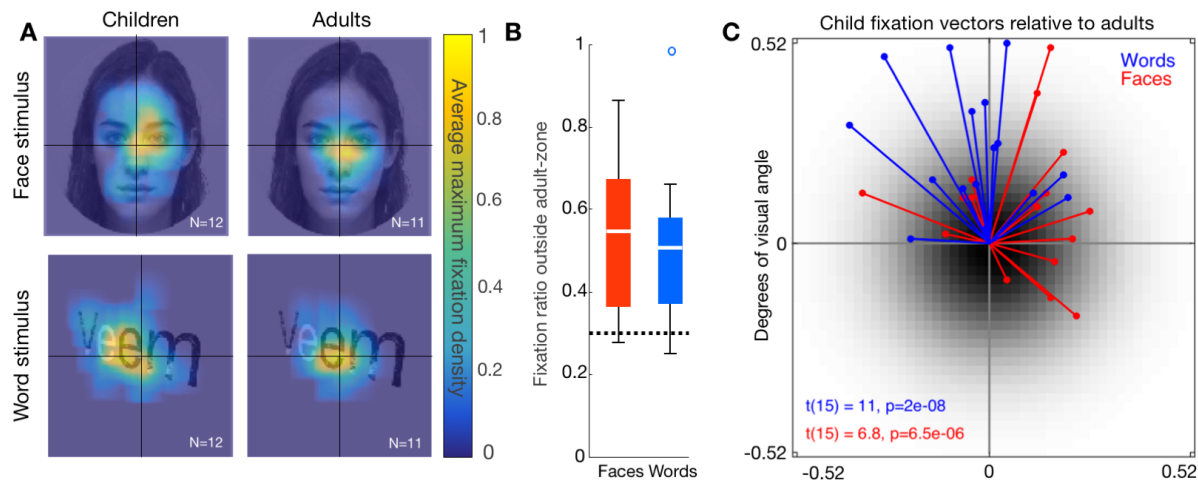 A
Children
Adults
Face stimulus
N=12
N=11
Word stimulus
veem
N=12
veem
N=11
1
0.8
0.6
0.4
0.2
0
Average maximum fixation density
B
Fixation ratio outside adult-zone
1
0.8
0.6
0.4
0.2
0
Faces Words
C
Child fixation vectors relative to adults
Degrees of visual angle
0.52
0
-0.52
Words
Faces
t(15) = 11, p=2e-08
t(15) = 6.8, p=6.5e-06
-0.52
0
0.52